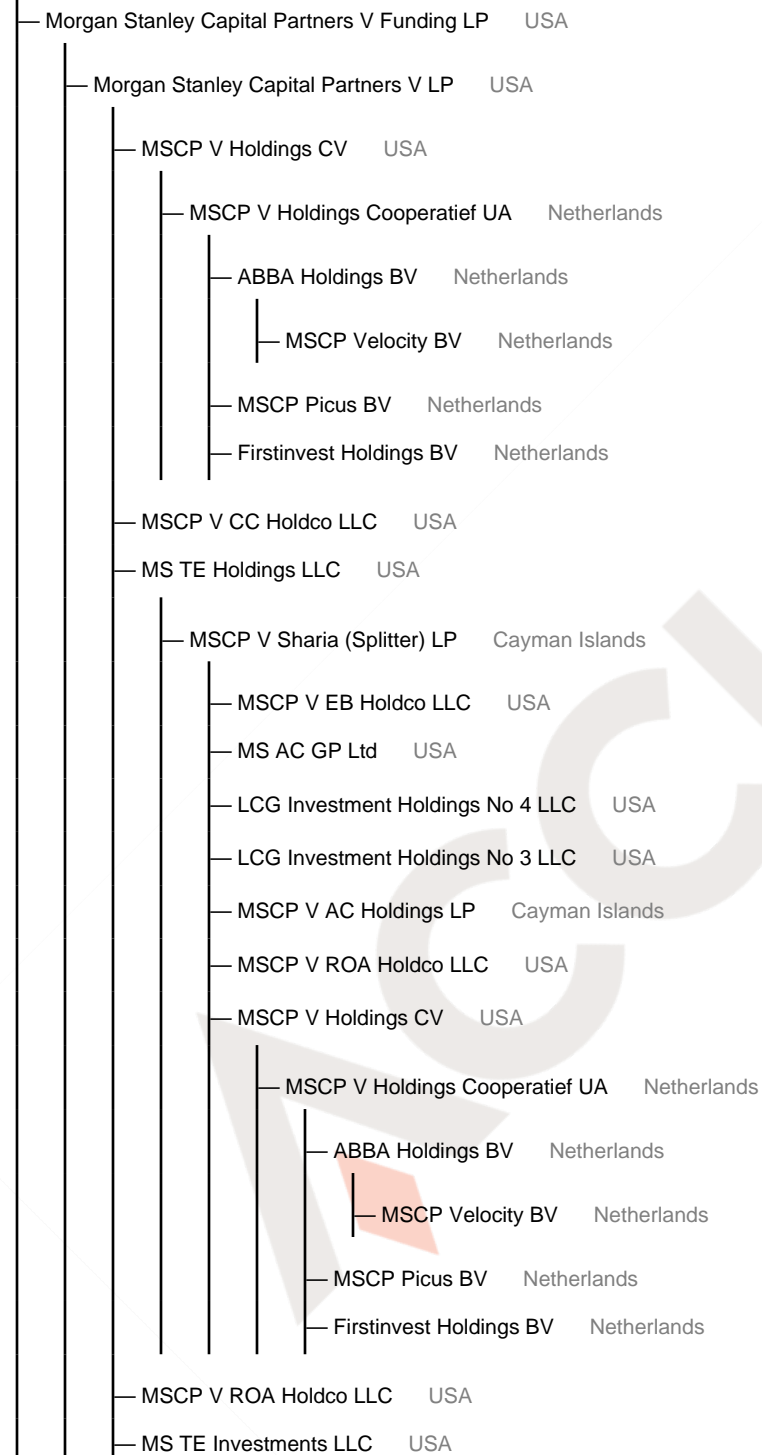 Morgan Stanley Capital Partners V Funding LP USA
Morgan Stanley Capital Partners V LP USA
MSCP V Holdings CV USA
MSCP V Holdings Cooperatief UA Netherlands
ABBA Holdings BV Netherlands
MSCP Velocity BV Netherlands
MSCP Picus BV Netherlands
Firstinvest Holdings BV Netherlands
MSCP V CC Holdco LLC USA
MS TE Holdings LLC USA
MSCP V Sharia (Splitter) LP Cayman Islands
MSCP V EB Holdco LLC USA
MS AC GP Ltd USA
LCG Investment Holdings No 4 LLC USA
LCG Investment Holdings No 3 LLC USA
MSCP V AC Holdings LP Cayman Islands
MSCP V ROA Holdco LLC USA
MSCP V Holdings CV USA
MSCP V Holdings Cooperatief UA Netherlands
ABBA Holdings BV Netherlands
MSCP Velocity BV Netherlands
MSCP Picus BV Netherlands
Firstinvest Holdings BV Netherlands
MSCP V ROA Holdco LLC USA
MS TE Investments LLC USA